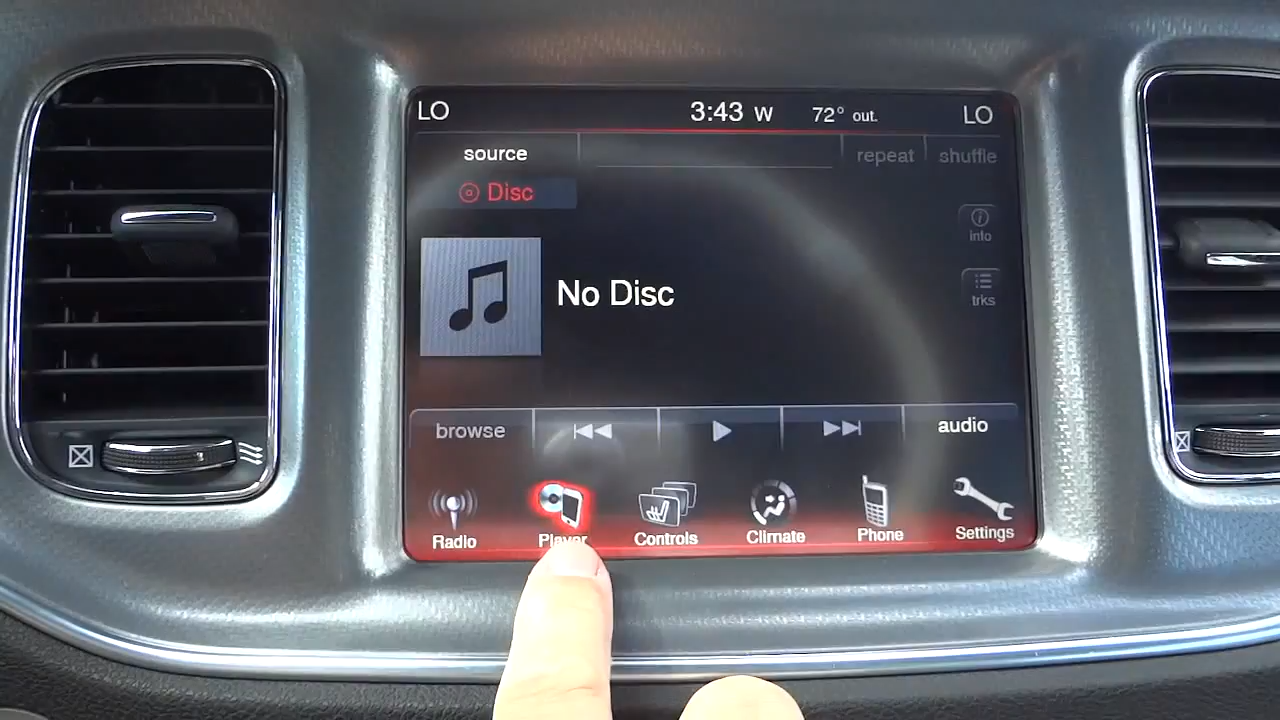 LO 3:43 W 72° out. LO
source repeat shuffle
Disc
info
No Disc
trks
browse audio
Radio Player Controls Climate Phone Settings